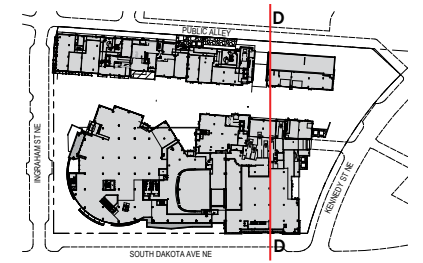 D
PUBLIC ALLEY
INGRAHAM ST NE
KENNEDY ST NE
D
SOUTH DAKOTA AVE NE